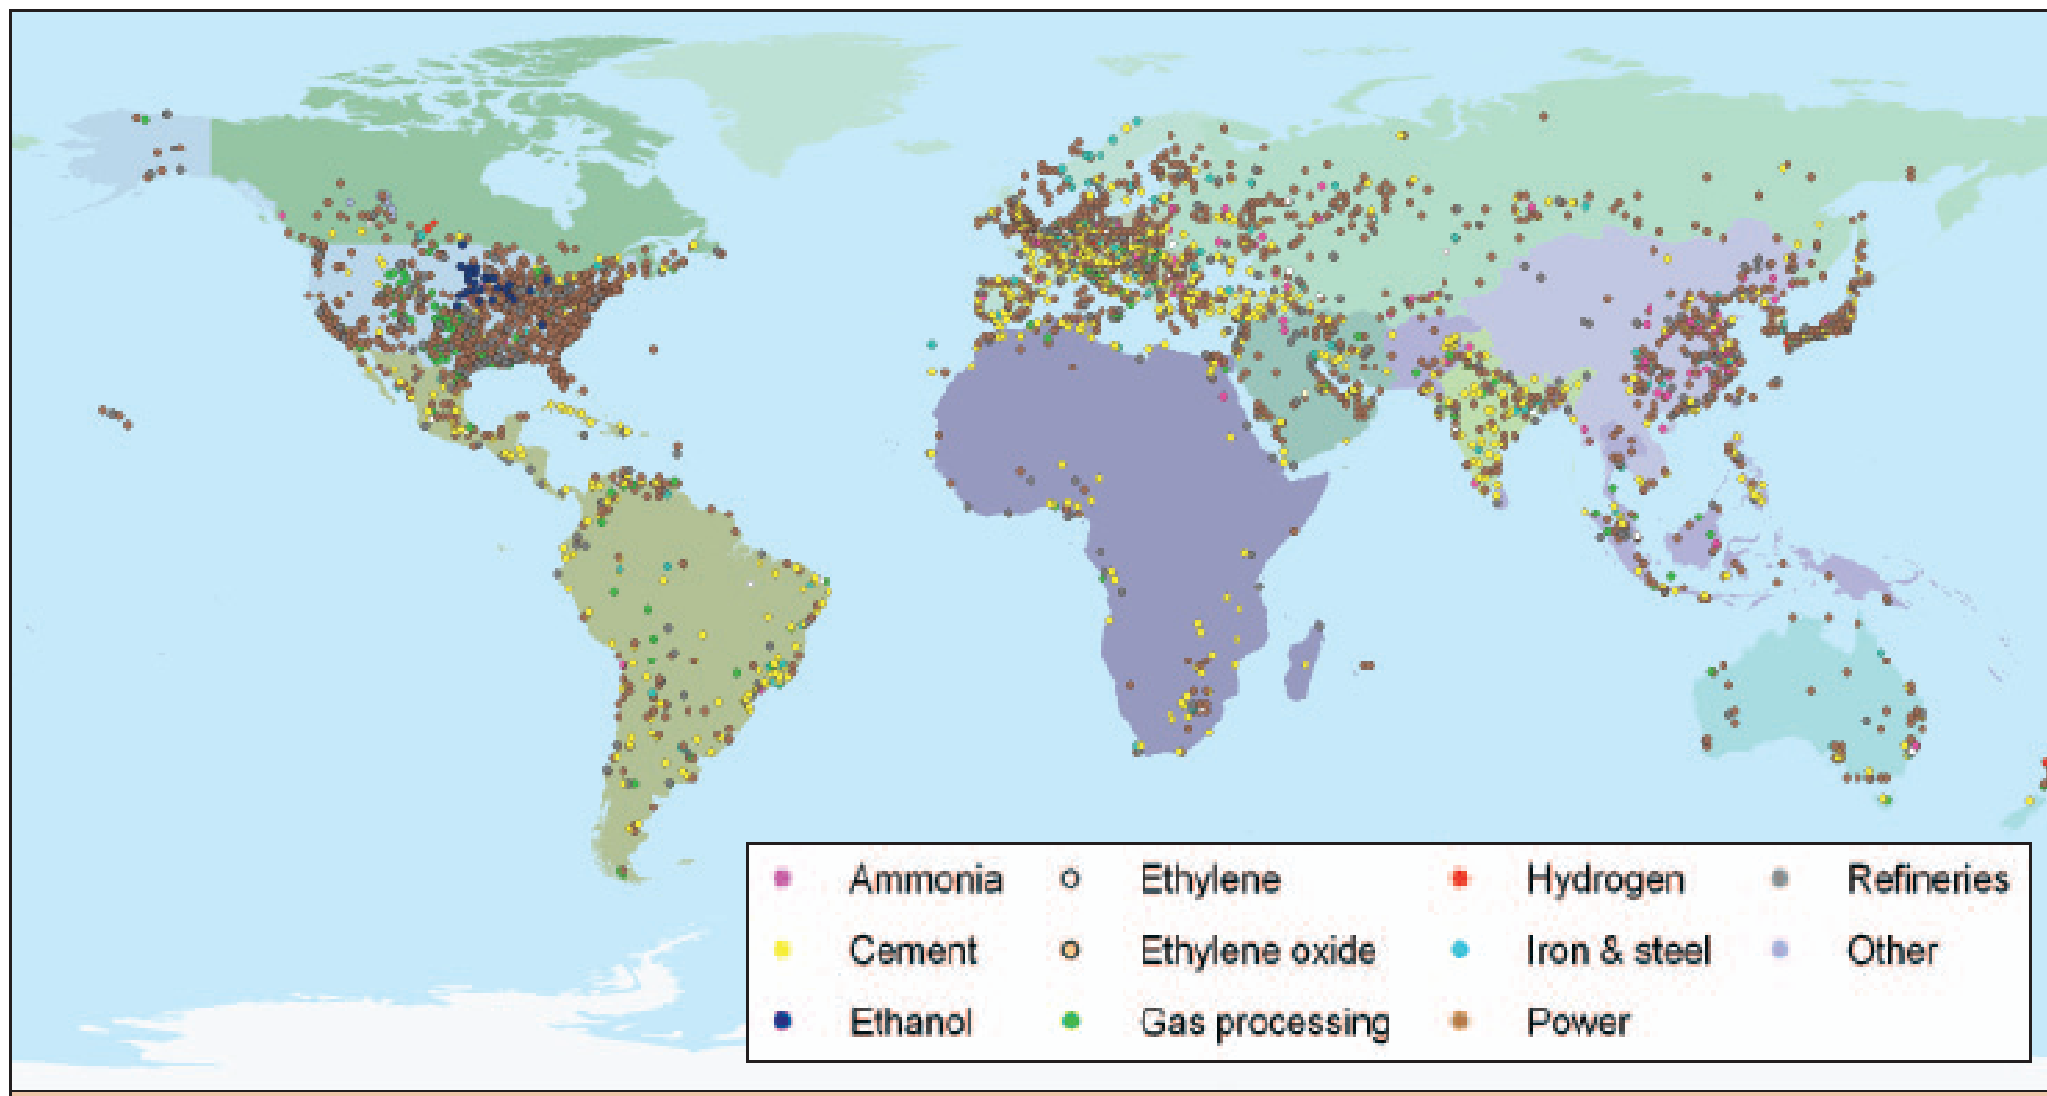 Ammonia Ethylene Hydrogen Refineries
Cement Ethylene oxide Iron & steel Other
Ethanol Gas processing Power